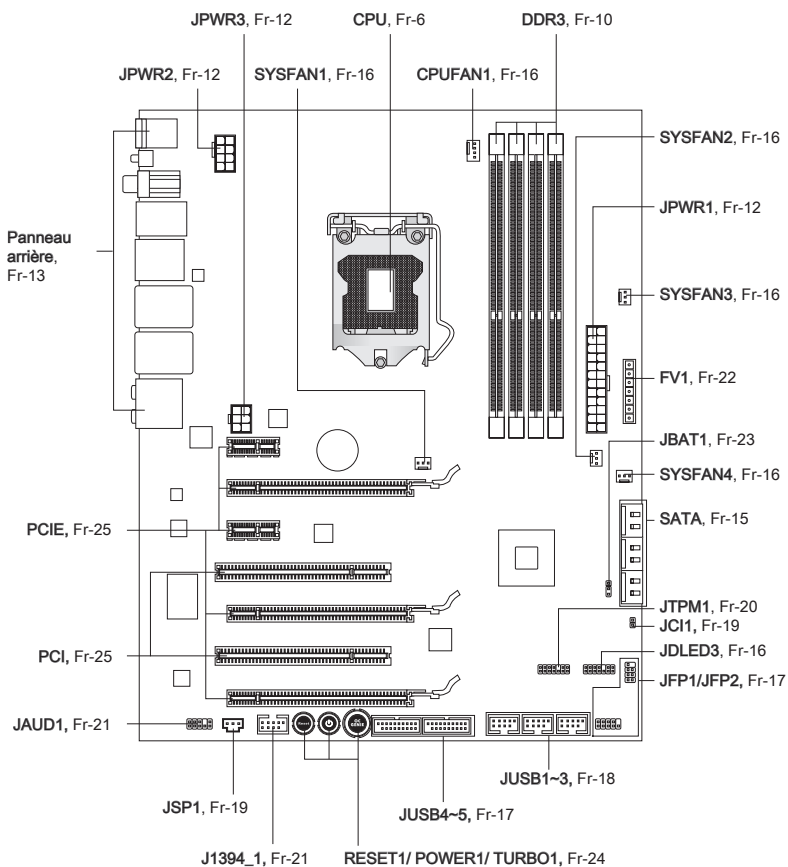 JPWR3, Fr-12
CPU, Fr-6
DDR3, Fr-10
JPWR2, Fr-12
SYSFAN1, Fr-16
CPUFAN1, Fr-16
SYSFAN2, Fr-16
JPWR1, Fr-12
Panneau
arrière,
Fr-13
SYSFAN3, Fr-16
FV1, Fr-22
JBAT1, Fr-23
SYSFAN4, Fr-16
PCIE, Fr-25
SATA, Fr-15
JTPM1, Fr-20
JCI1, Fr-19
PCI, Fr-25
JDLED3, Fr-16
JFP1/JFP2, Fr-17
JAUD1, Fr-21
Reset
OC
GENIE
JUSB1~3, Fr-18
JSP1, Fr-19
JUSB4~5, Fr-17
J1394_1, Fr-21
RESET1/ POWER1/ TURBO1, Fr-24